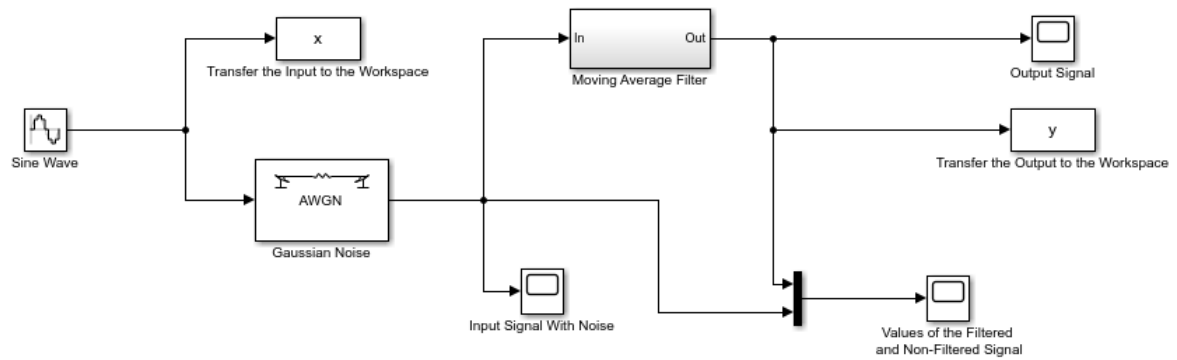 x
Transfer the Input to the Workspace
In
Out
Moving Average Filter
Output Signal
Sine Wave
y
Transfer the Output to the Workspace
AWGN
Gaussian Noise
Input Signal With Noise
Values of the Filtered
and Non-Filtered Signal